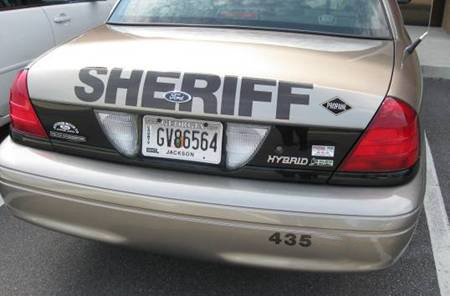 SHERIFF
Ford
PROPANE
GV86564
JACKSON
HYBRID
435